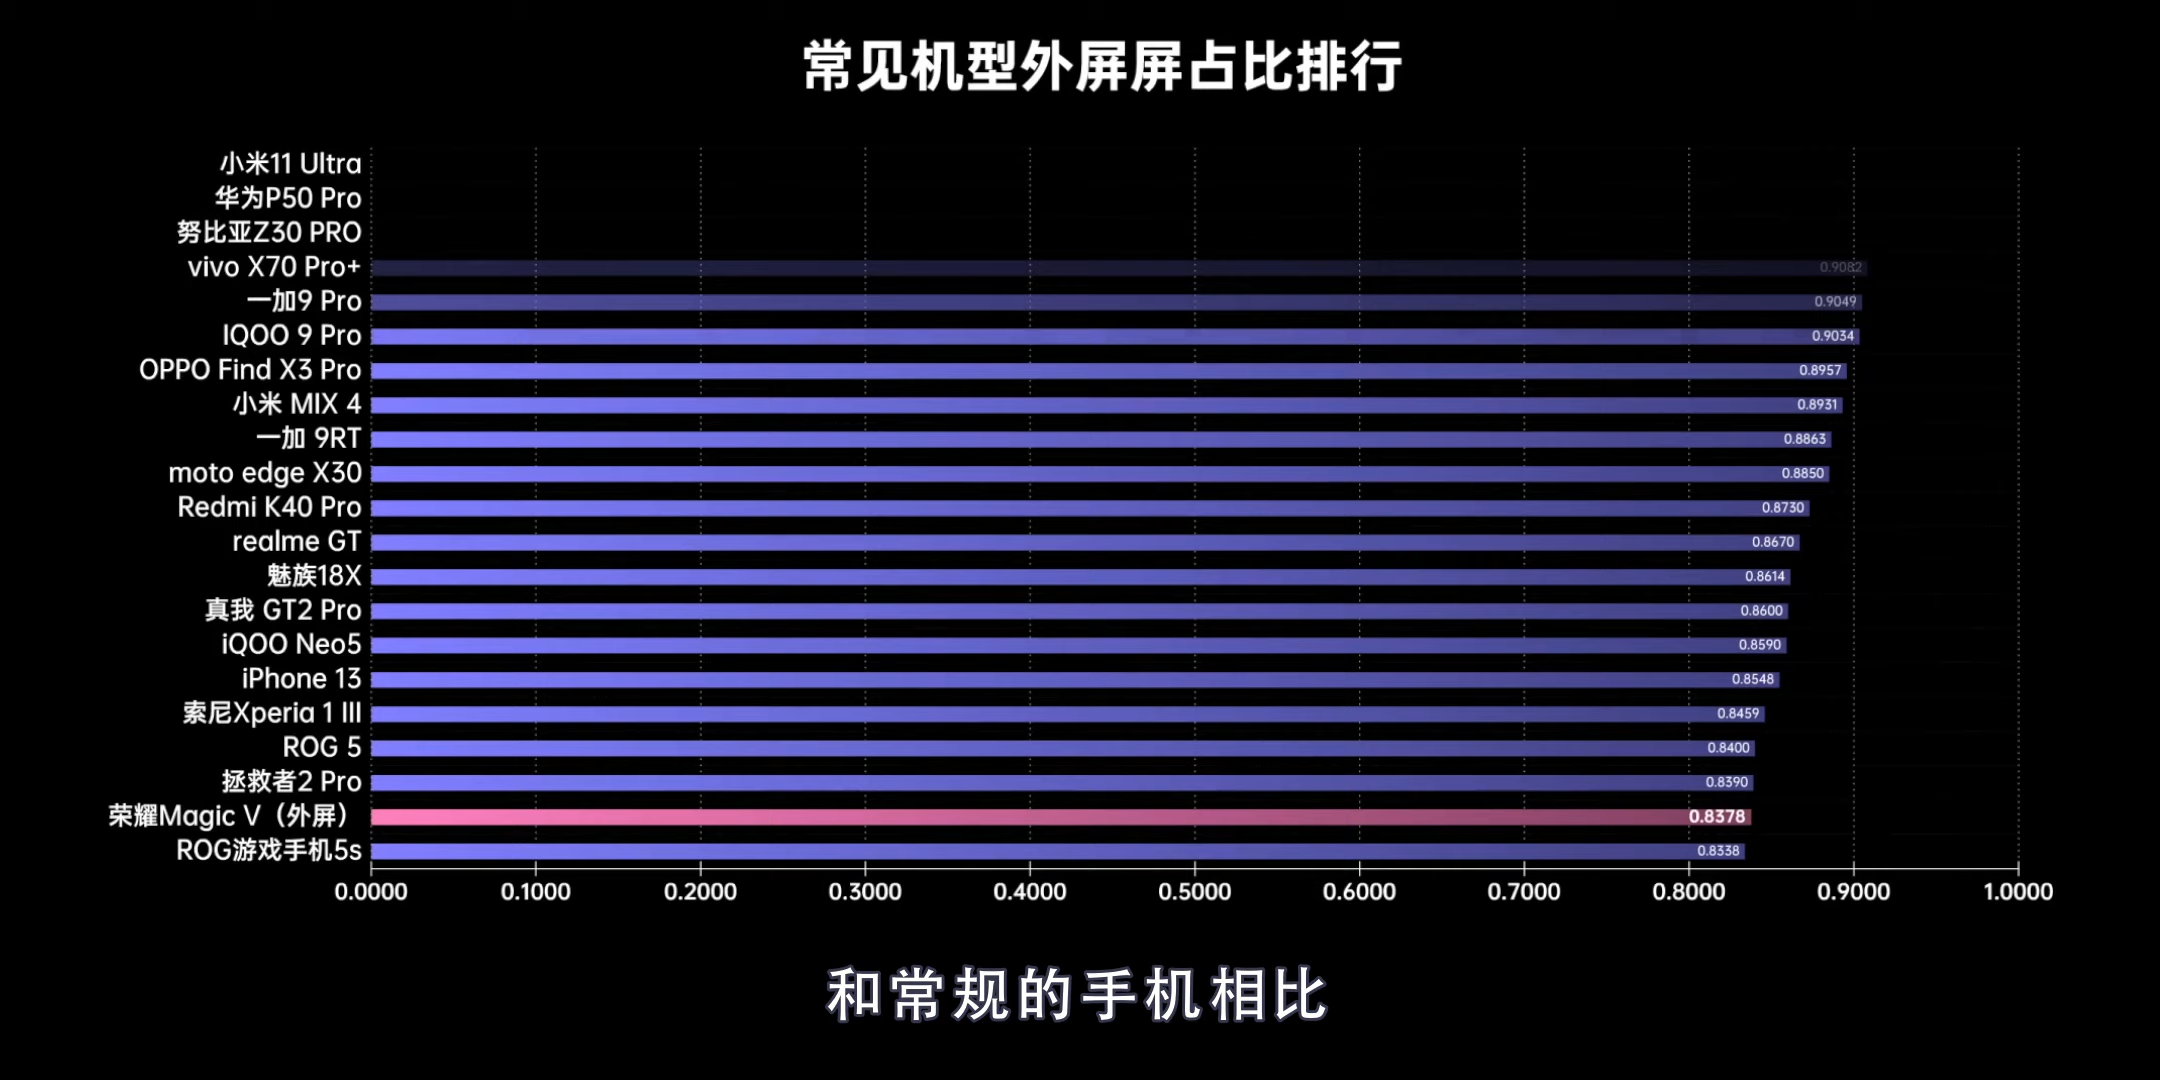 常见机型外屏屏占比排行
小米11 Ultra
华为P50 Pro
努比亚Z30 PRO
vivo X70 Pro+ 0.9082
一加9 Pro 0.9049
IQOO 9 Pro 0.9034
OPPO Find X3 Pro 0.8957
小米 MIX 4 0.8931
一加 9RT 0.8863
moto edge X30 0.8850
Redmi K40 Pro 0.8730
realme GT 0.8670
魅族18X 0.8614
真我 GT2 Pro 0.8600
iQOO Neo5 0.8590
iPhone 13 0.8548
索尼Xperia 1 III 0.8459
ROG 5 0.8400
拯救者2 Pro 0.8390
荣耀Magic V（外屏） 0.8378
ROG游戏手机5s 0.8338
0.0000 0.1000 0.2000 0.3000 0.4000 0.5000 0.6000 0.7000 0.8000 0.9000 1.0000
和常规的手机相比